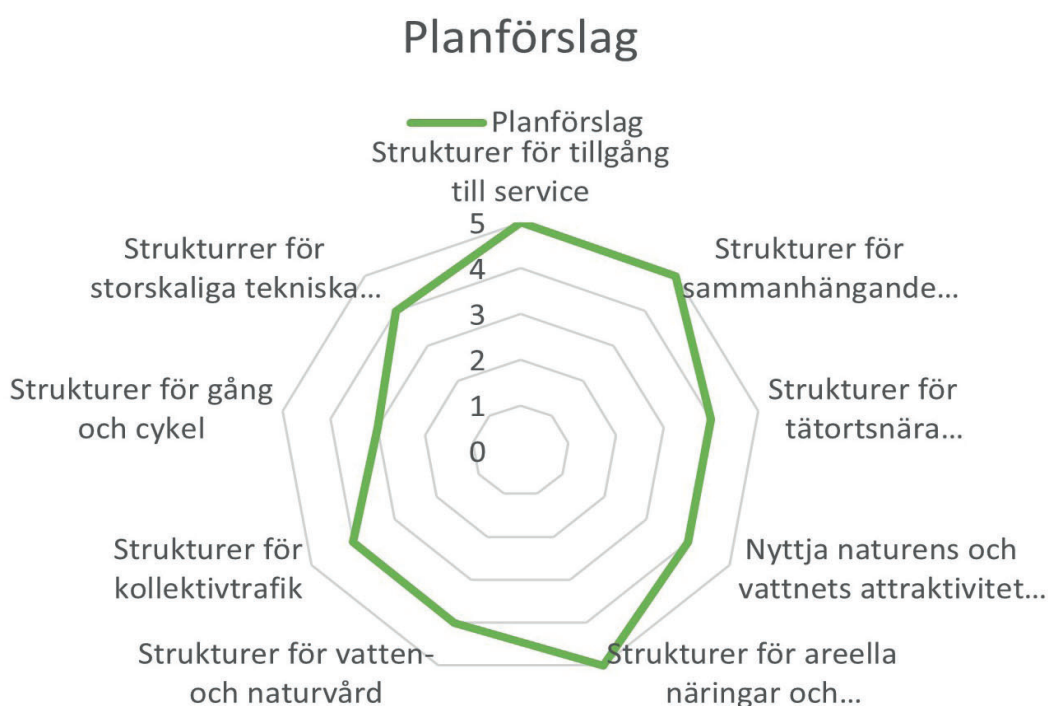 Planförslag
Planförslag
Strukturer för tillgång
till service
5
4
3
2
1
0
Strukturer för
sammanhängande...
Strukturer för
tätortsnära...
Nyttja naturens och
vattnets attraktivitet...
Strukturer för areella
näringar och...
Strukturer för vatten-
och naturvård
Strukturer för
kollektivtrafik
Strukturer för gång
och cykel
Strukturrer för
storskaliga tekniska...